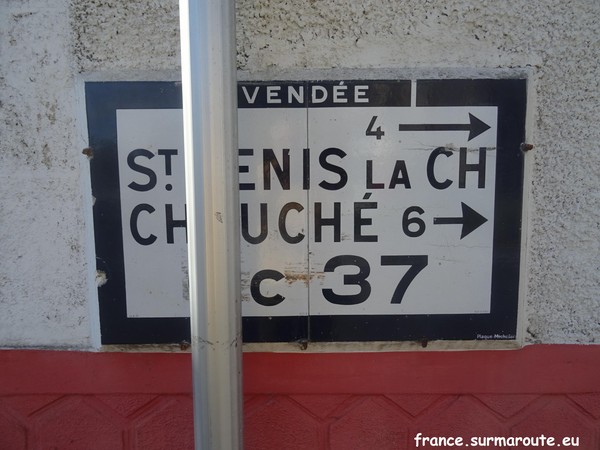 VENDÉE
4
ST. ENIS LA CH
CH UCHÉ 6
C 37
france.surmaroute.eu